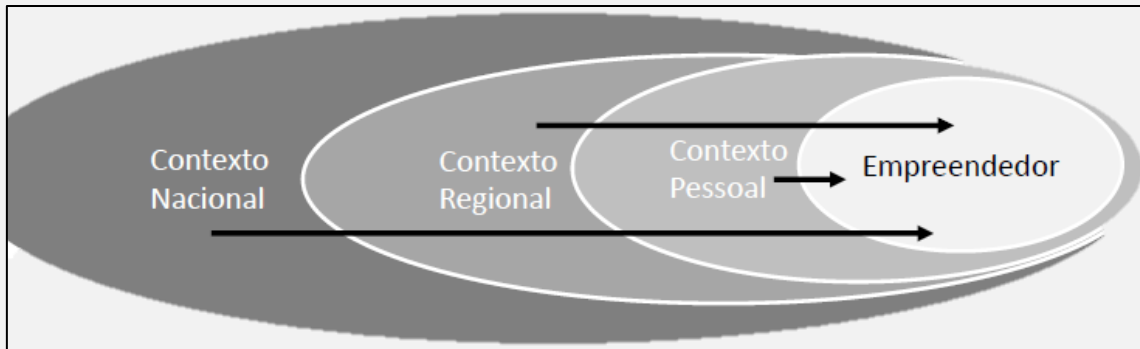 Contexto
Nacional
Contexto
Regional
Contexto
Pessoal
Empreendedor